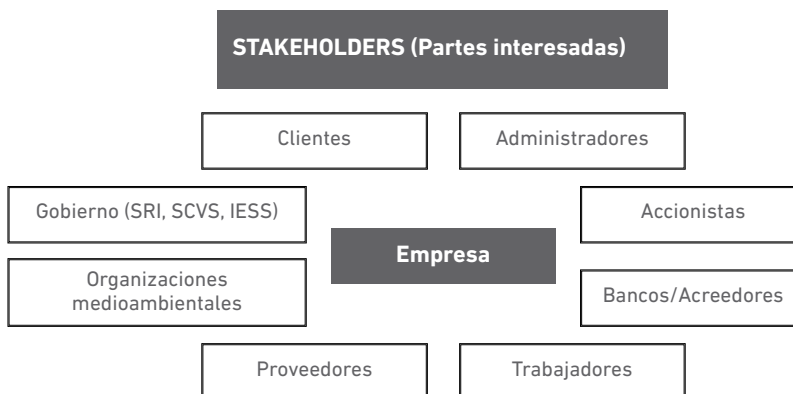 STAKEHOLDERS (Partes interesadas)
Clientes
Administradores
Gobierno (SRI, SCVS, IESS)
Accionistas
Empresa
Organizaciones
medioambientales
Bancos/Acreedores
Proveedores
Trabajadores